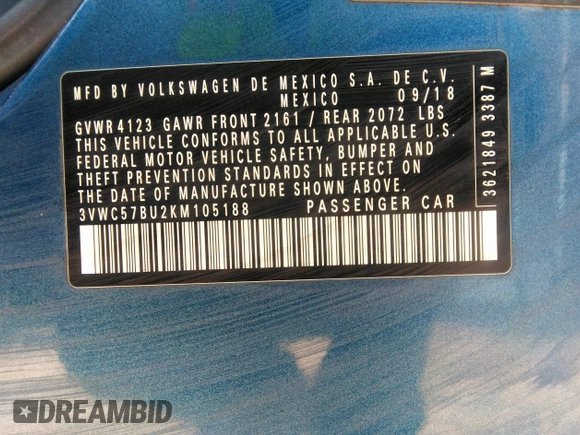 MFD BY VOLKSWAGEN DE MEXICO S.A. DE C.V.
MEXICO 09/18
GVWR 4123 GAWR FRONT 2161 / REAR 2072 LBS
THIS VEHICLE CONFORMS TO ALL APPLICABLE U.S.
FEDERAL MOTOR VEHICLE SAFETY, BUMPER AND
THEFT PREVENTION STANDARDS IN EFFECT ON
THE DATE OF MANUFACTURE SHOWN ABOVE.
3VWC57BU2KM105188 PASSENGER CAR
3621849 3387 M
DREAMBID